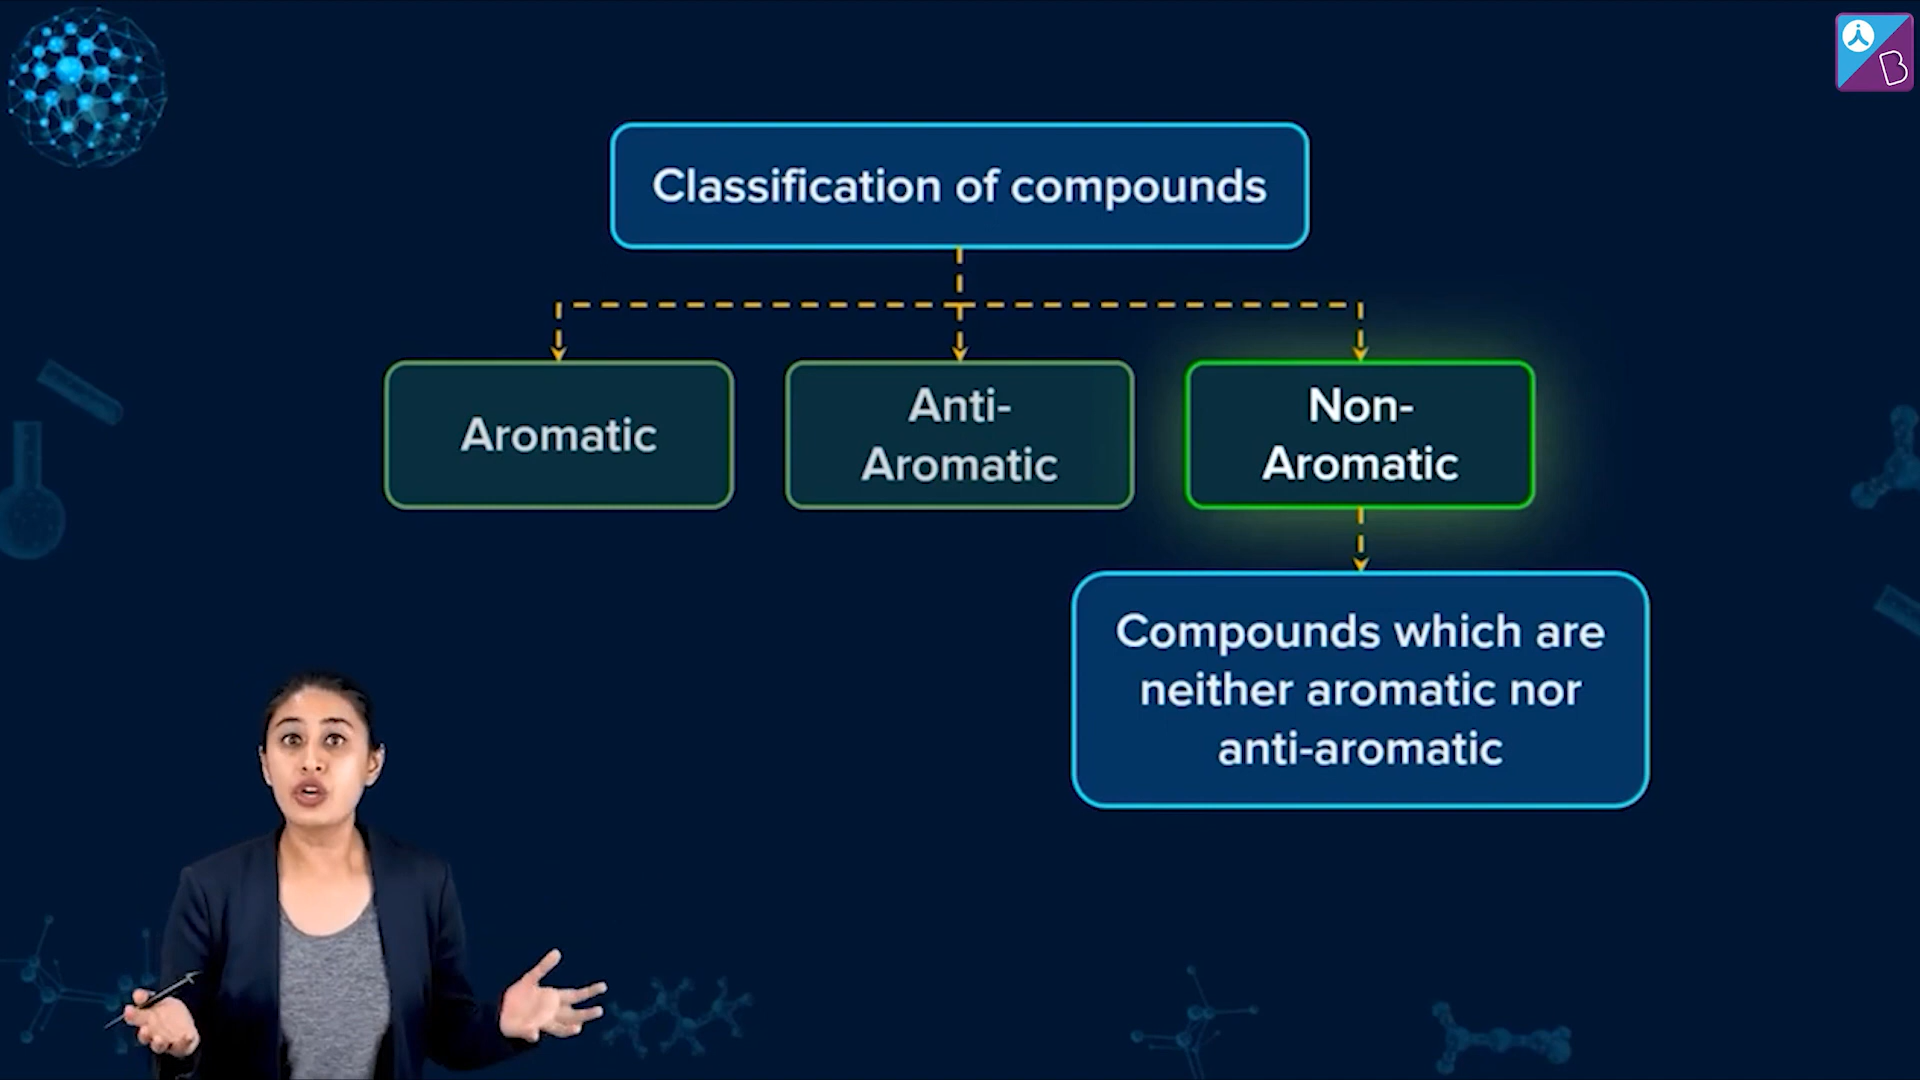 Classification of compounds
Aromatic
Anti-
Aromatic
Non-
Aromatic
Compounds which are
neither aromatic nor
anti-aromatic
B